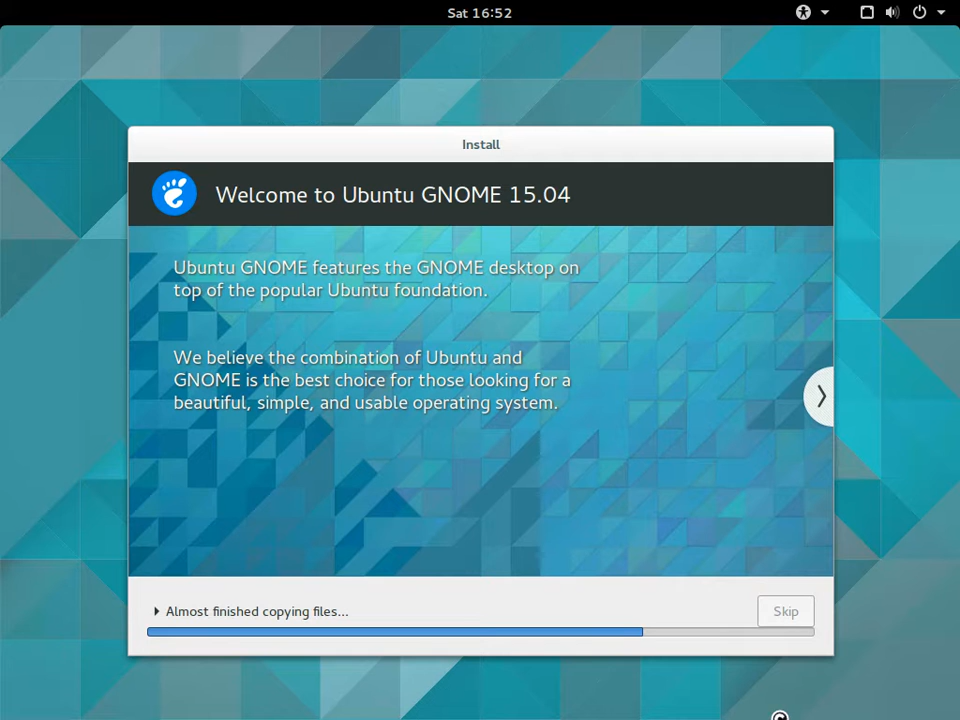 Sat 16:52
Install
Welcome to Ubuntu GNOME 15.04
Ubuntu GNOME features the GNOME desktop on
top of the popular Ubuntu foundation.
We believe the combination of Ubuntu and
GNOME is the best choice for those looking for a
beautiful, simple, and usable operating system.
Almost finished copying files...
Skip